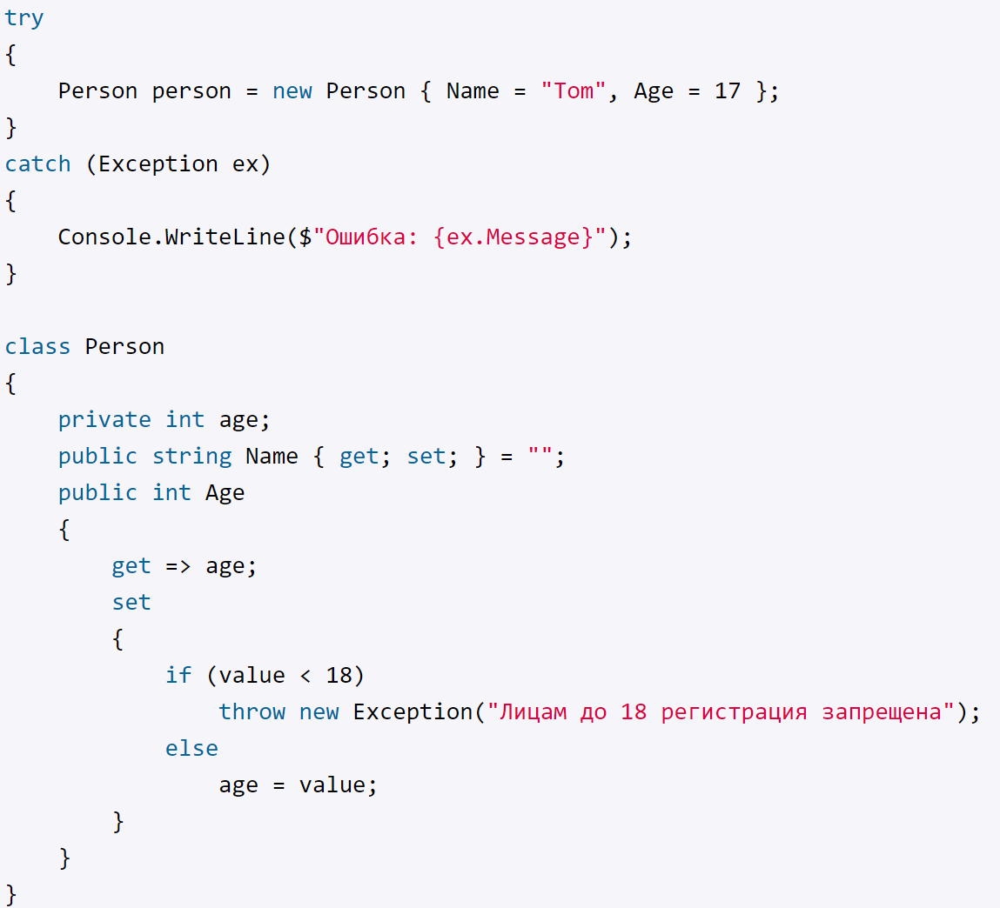 try
{
    Person person = new Person { Name = "Tom", Age = 17 };
}
catch (Exception ex)
{
    Console.WriteLine($"Ошибка: {ex.Message}");
}

class Person
{
    private int age;
    public string Name { get; set; } = "";
    public int Age
    {
        get => age;
        set
        {
            if (value < 18)
                throw new Exception("Лицам до 18 регистрация запрещена");
            else
                age = value;
        }
    }
}